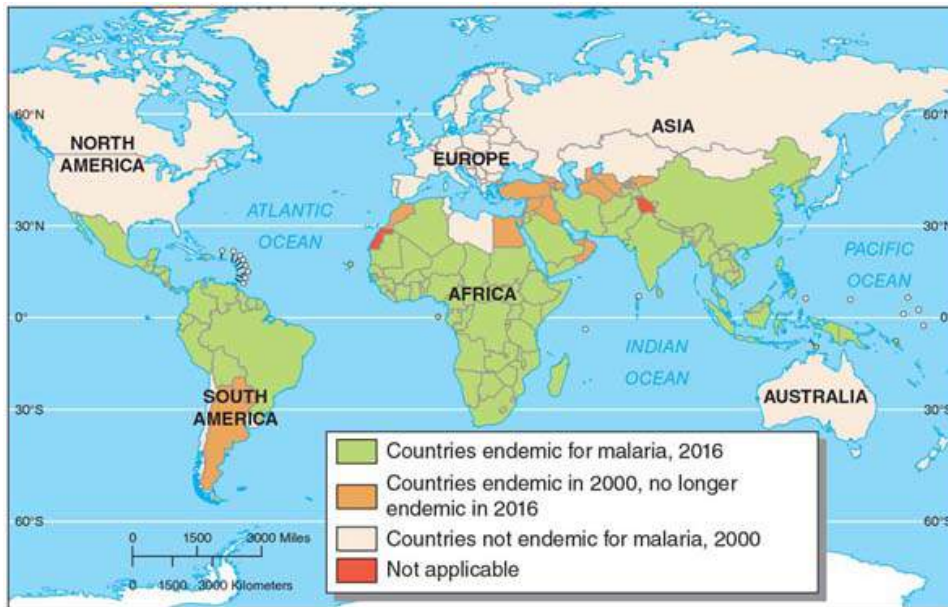 60°N
60°N
NORTH
AMERICA
EUROPE
ASIA
ATLANTIC
OCEAN
30°N
30°N
PACIFIC
OCEAN
AFRICA
0°
0°
INDIAN
OCEAN
SOUTH
AMERICA
AUSTRALIA
30°S
30°S
Countries endemic for malaria, 2016
Countries endemic in 2000, no longer
endemic in 2016
Countries not endemic for malaria, 2000
Not applicable
60°S
60°S
0 1500 3000 Miles
0 1500 3000 Kilometers